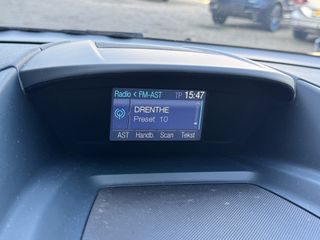 Radio < FM-AST TP 15:47
DRENTHE
Preset 10
AST Handb. Scan Tekst